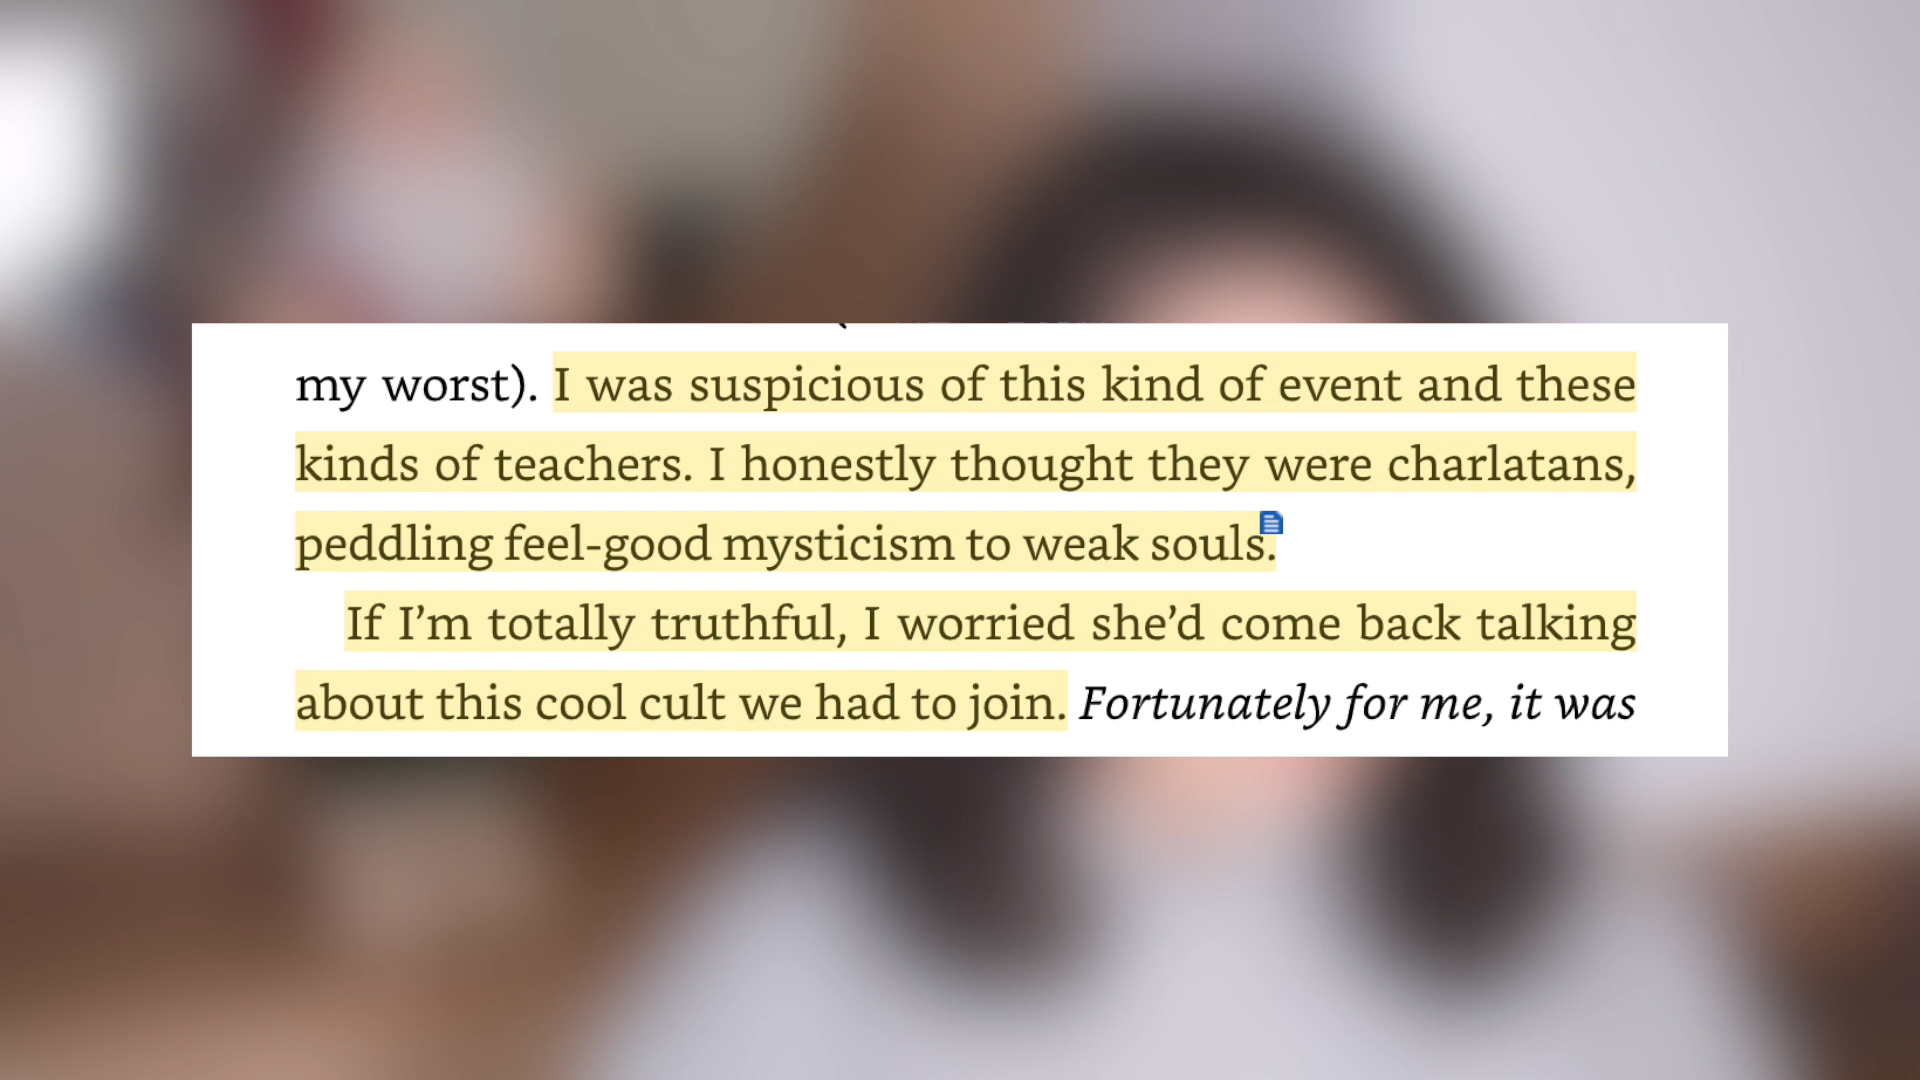 my worst). I was suspicious of this kind of event and these
kinds of teachers. I honestly thought they were charlatans,
peddling feel-good mysticism to weak souls.
If I’m totally truthful, I worried she’d come back talking
about this cool cult we had to join. Fortunately for me, it was